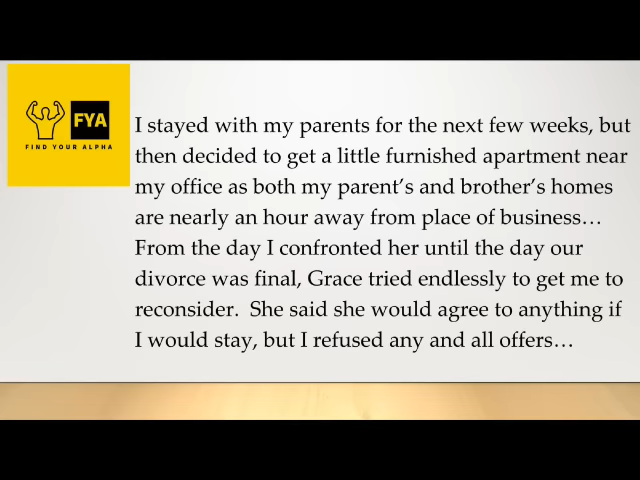 FYA
FIND YOUR ALPHA
I stayed with my parents for the next few weeks, but
then decided to get a little furnished apartment near
my office as both my parent's and brother's homes
are nearly an hour away from place of business…
From the day I confronted her until the day our
divorce was final, Grace tried endlessly to get me to
reconsider.  She said she would agree to anything if
I would stay, but I refused any and all offers…